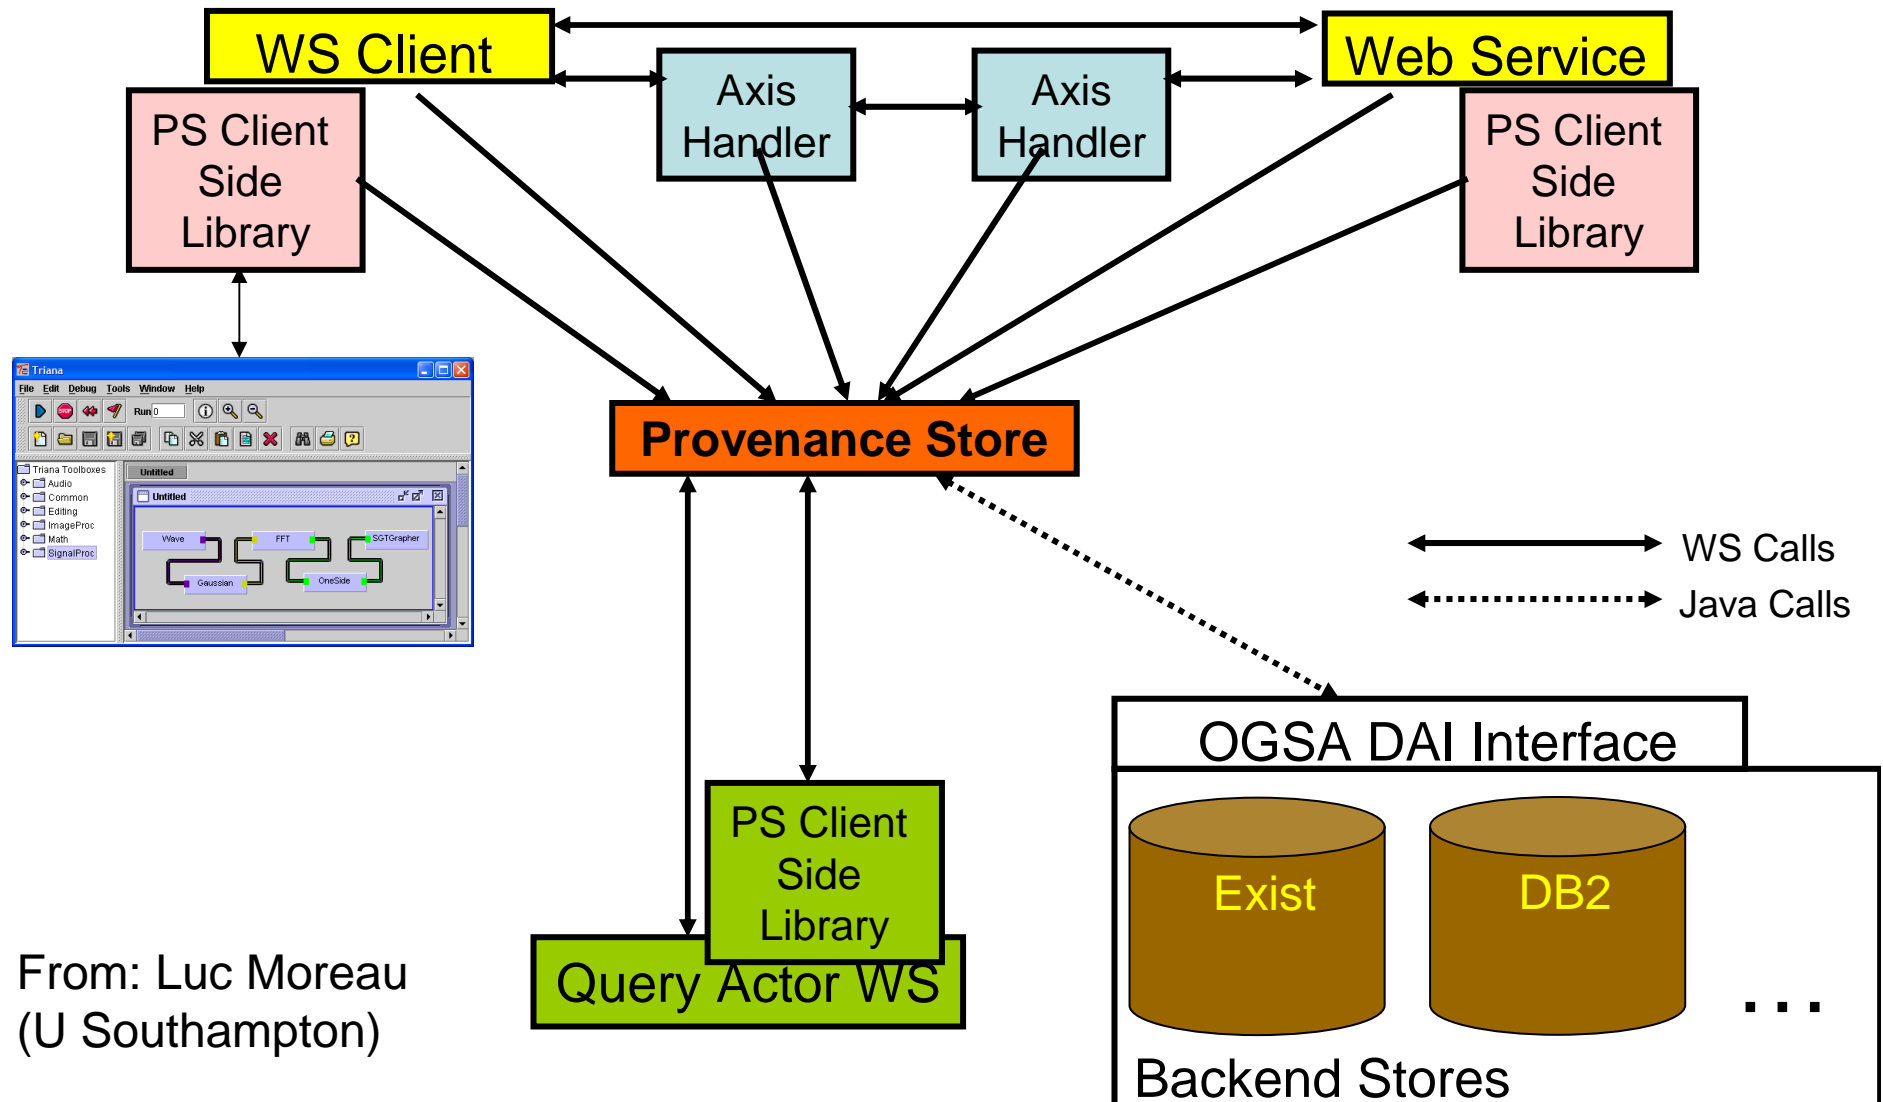 WS Client
Web Service
Axis
Handler
Axis
Handler
PS Client
Side
Library
PS Client
Side
Library
Triana
File Edit Debug Tools Window Help
STOP
Run 0
Triana Toolboxes
Audio
Common
Editing
ImageProc
Math
SignalProc
Untitled
Untitled
Wave
FFT
SGTGrapher
Gaussian
OneSide
Provenance Store
WS Calls
Java Calls
OGSA DAI Interface
Exist
DB2
...
Backend Stores
PS Client
Side
Library
Query Actor WS
From: Luc Moreau
(U Southampton)